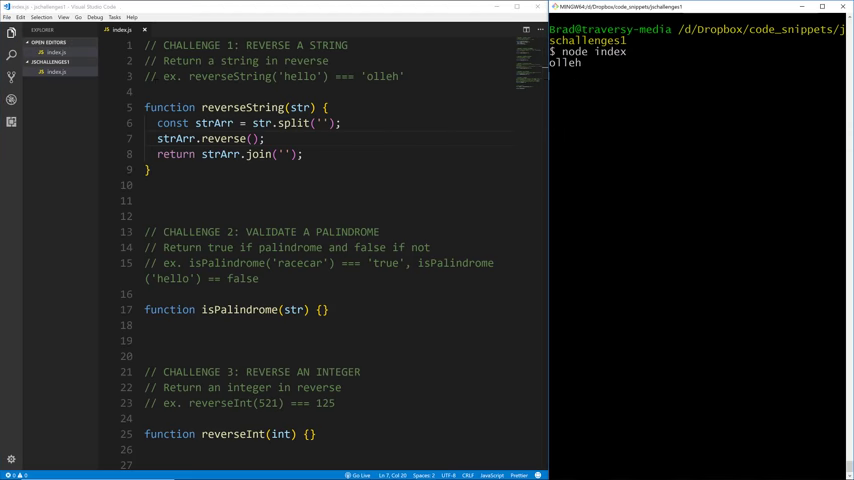 index.js - jschallenges1 - Visual Studio Code
File Edit Selection View Go Debug Tasks Help
EXPLORER
OPEN EDITORS
index.js
JSCHALLENGES1
index.js
index.js
1 // CHALLENGE 1: REVERSE A STRING
2 // Return a string in reverse
3 // ex. reverseString('hello') === 'olleh'
4
5 function reverseString(str) {
6 const strArr = str.split('');
7 strArr.reverse();
8 return strArr.join('');
9 }
10
11
12
13 // CHALLENGE 2: VALIDATE A PALINDROME
14 // Return true if palindrome and false if not
15 // ex. isPalindrome('racecar') === 'true', isPalindrome
('hello') == false
16
17 function isPalindrome(str) {}
18
19
20
21 // CHALLENGE 3: REVERSE AN INTEGER
22 // Return an integer in reverse
23 // ex. reverseInt(521) === 125
24
25 function reverseInt(int) {}
26
27
0 0 Go Live Ln 7, Col 20 Spaces: 2 UTF-8 CRLF JavaScript Prettier
MINGW64:/d/Dropbox/code_snippets/jschallenges1
Brad@traversy-media /d/Dropbox/code_snippets/j
schallenges1
$ node index
olleh